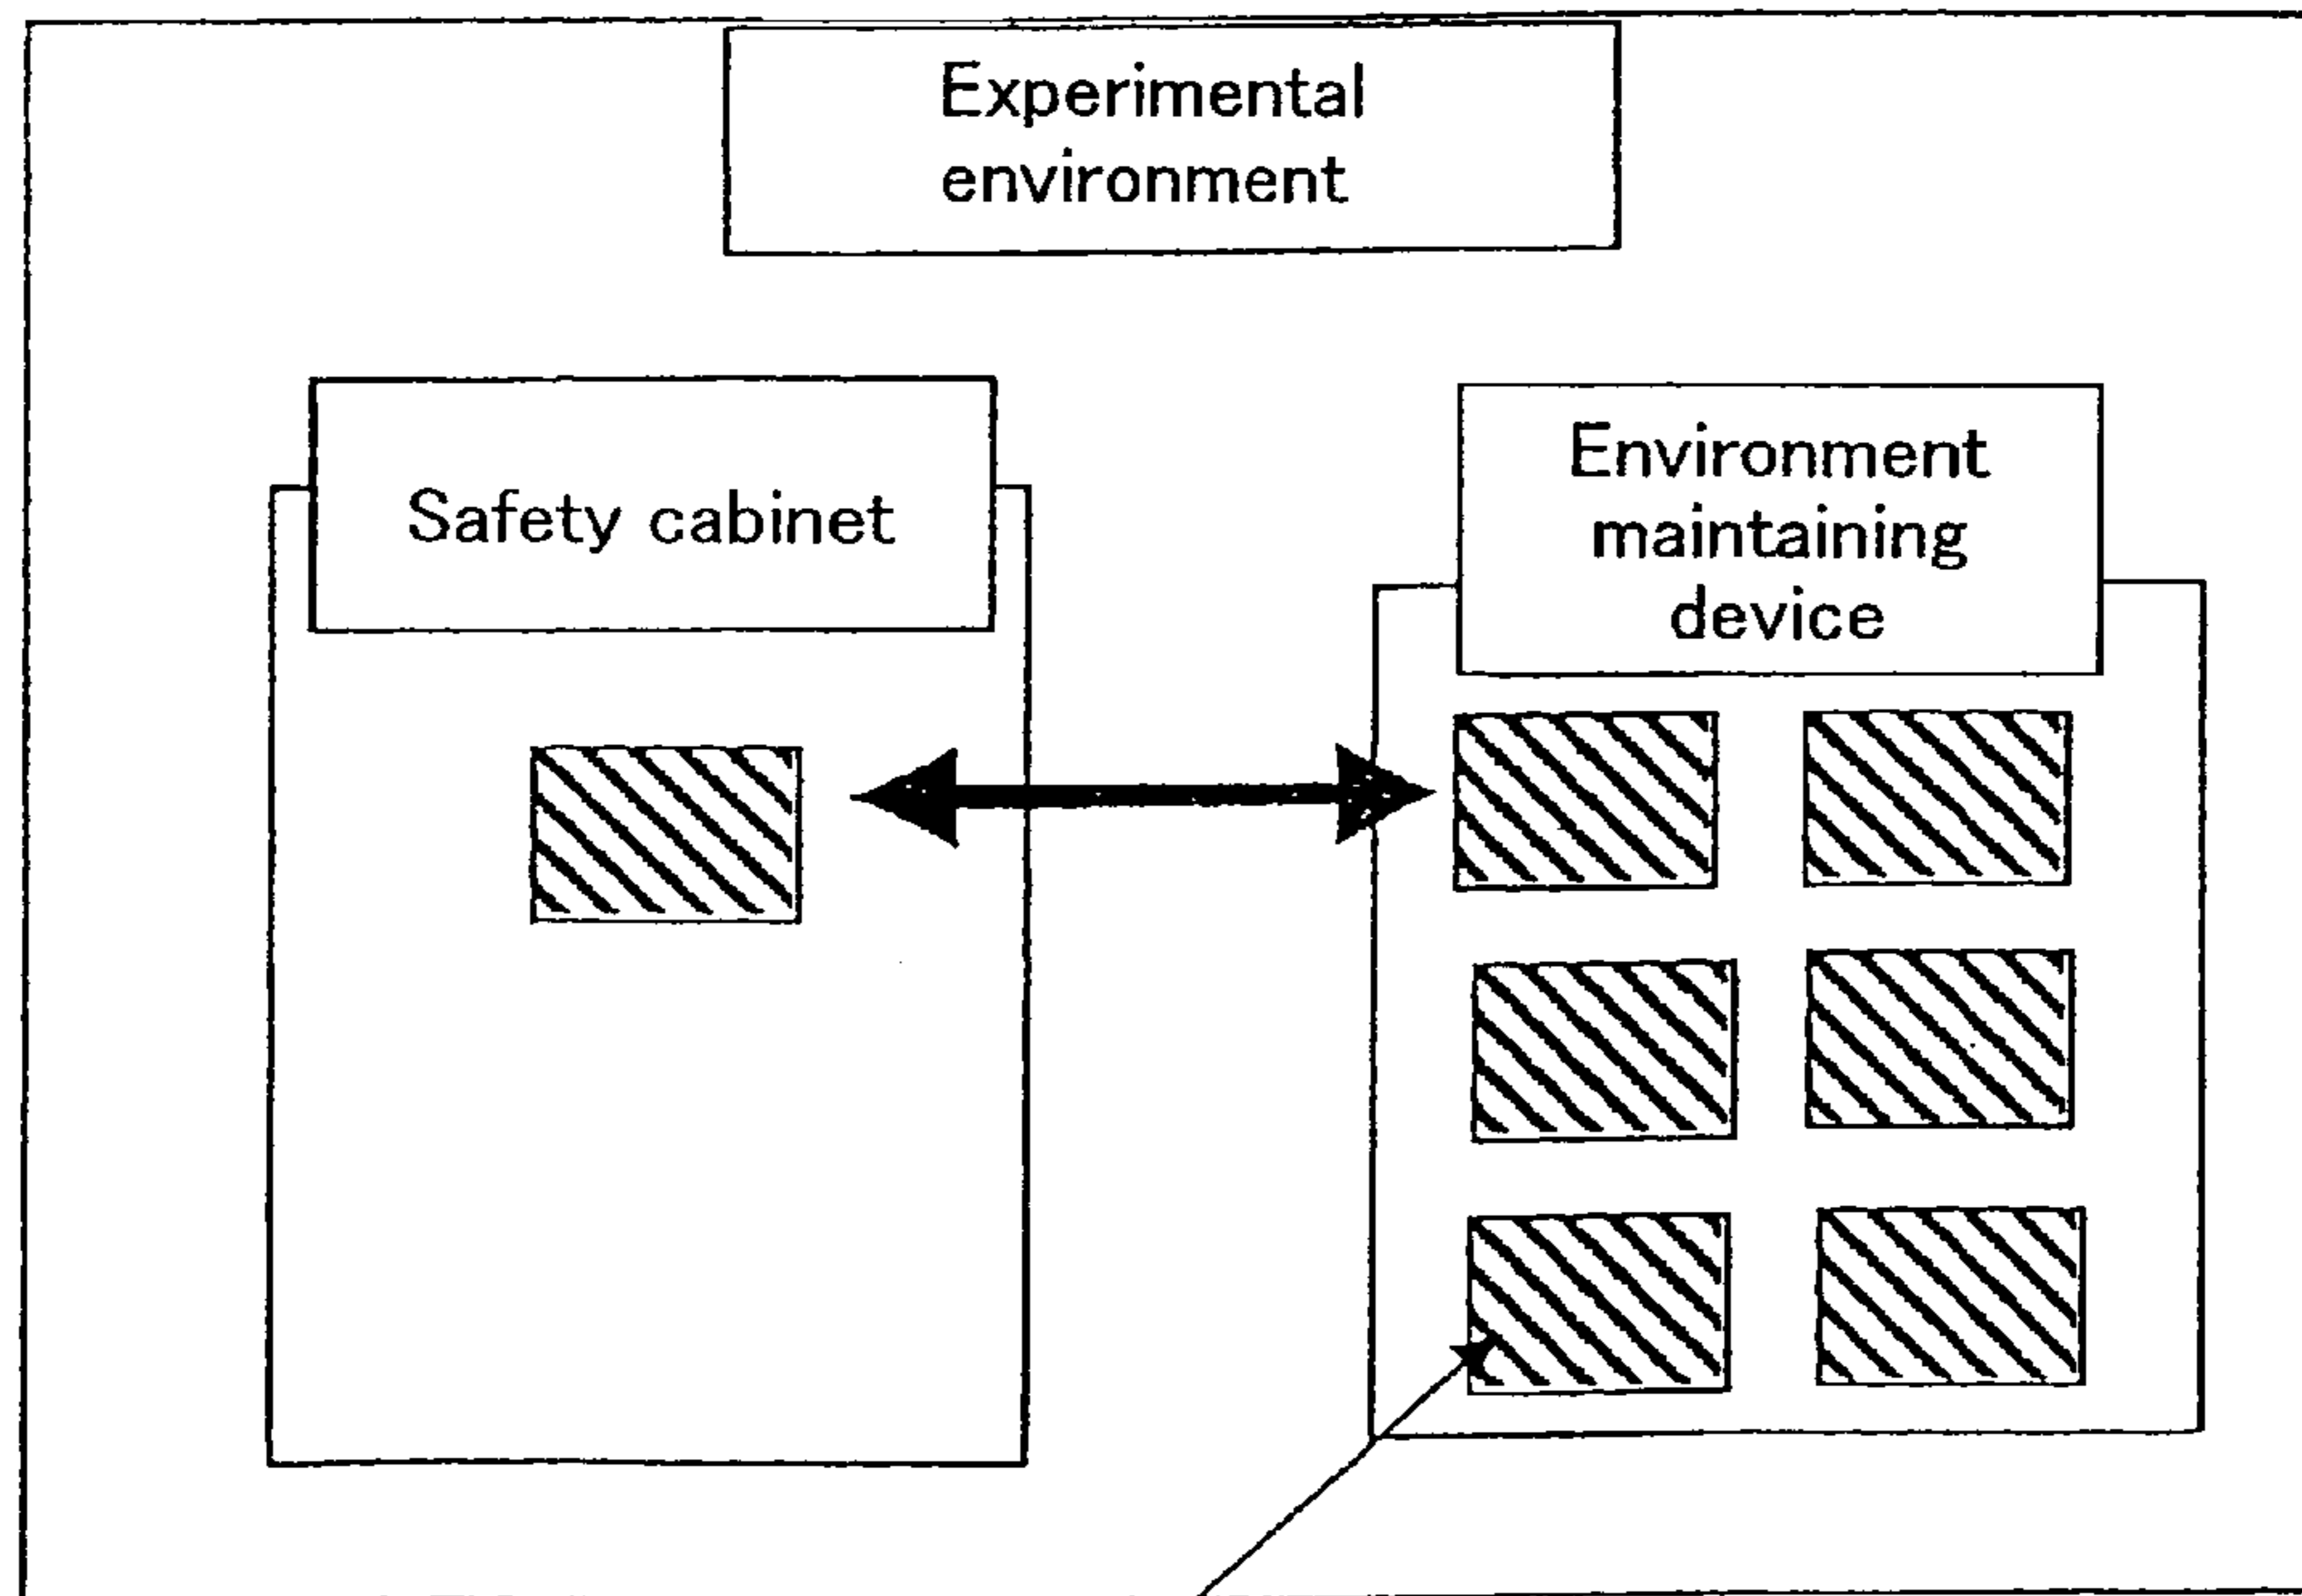 Experimental
environment
Safety cabinet
Environment
maintaining
device